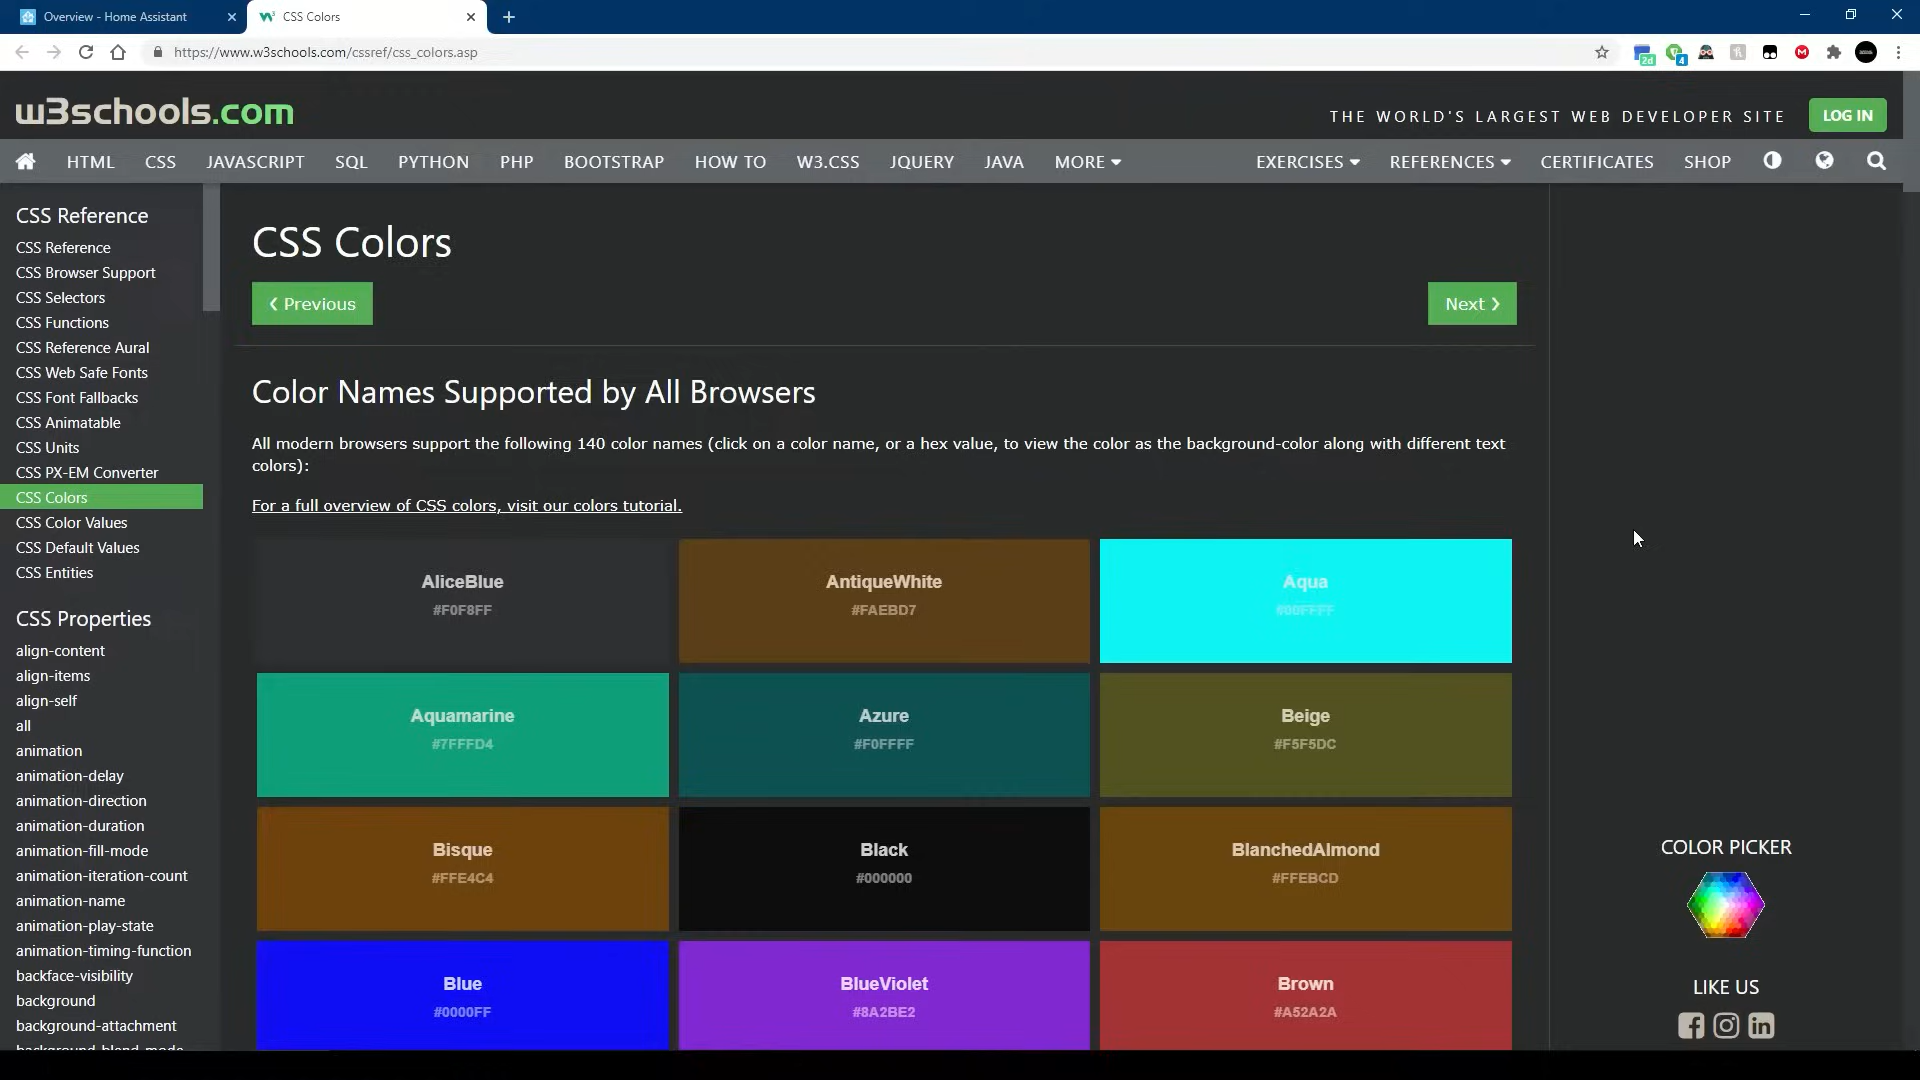 Overview - Home Assistant
CSS Colors
https://www.w3schools.com/cssref/css_colors.asp
2d
4
w3schools.com
THE WORLD'S LARGEST WEB DEVELOPER SITE
LOG IN
HTML CSS JAVASCRIPT SQL PYTHON PHP BOOTSTRAP HOW TO W3.CSS JQUERY JAVA MORE EXERCISES REFERENCES CERTIFICATES SHOP
CSS Reference
CSS Reference
CSS Browser Support
CSS Selectors
CSS Functions
CSS Reference Aural
CSS Web Safe Fonts
CSS Font Fallbacks
CSS Animatable
CSS Units
CSS PX-EM Converter
CSS Colors
CSS Color Values
CSS Default Values
CSS Entities
CSS Properties
align-content
align-items
align-self
all
animation
animation-delay
animation-direction
animation-duration
animation-fill-mode
animation-iteration-count
animation-name
animation-play-state
animation-timing-function
backface-visibility
background
background-attachment
background-blend-mode
CSS Colors
❮ Previous
Next ❯
Color Names Supported by All Browsers
All modern browsers support the following 140 color names (click on a color name, or a hex value, to view the color as the background-color along with different text
colors):
For a full overview of CSS colors, visit our colors tutorial.
AliceBlue
#F0F8FF
AntiqueWhite
#FAEBD7
Aqua
#00FFFF
Aquamarine
#7FFFD4
Azure
#F0FFFF
Beige
#F5F5DC
Bisque
#FFE4C4
Black
#000000
BlanchedAlmond
#FFEBCD
Blue
#0000FF
BlueViolet
#8A2BE2
Brown
#A52A2A
COLOR PICKER
LIKE US